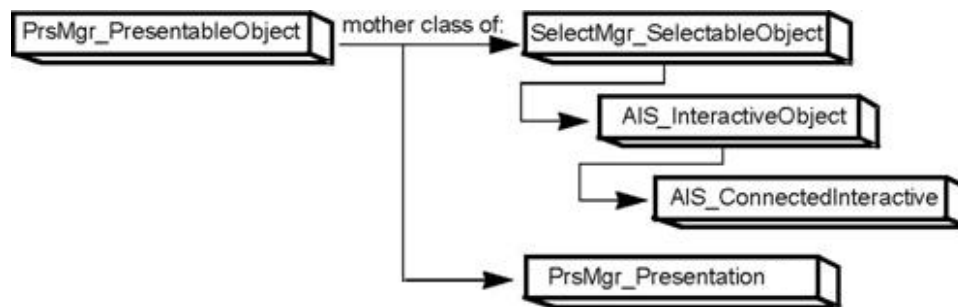 PrsMgr_PresentableObject
mother class of:
SelectMgr_SelectableObject
AIS_InteractiveObject
AIS_ConnectedInteractive
PrsMgr_Presentation